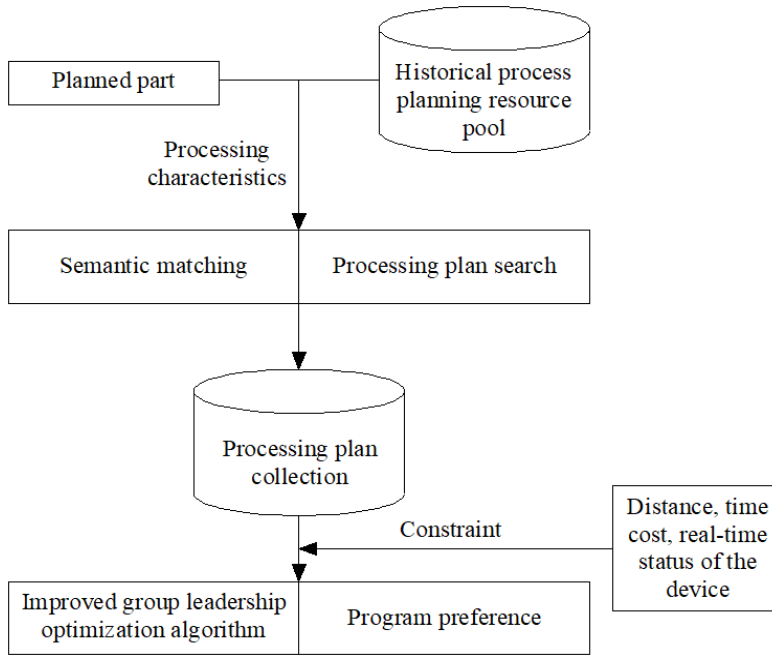 Planned part
Historical process
planning resource
pool
Processing
characteristics
Semantic matching
Processing plan search
Processing plan
collection
Constraint
Distance, time
cost, real-time
status of the
device
Improved group leadership
optimization algorithm
Program preference